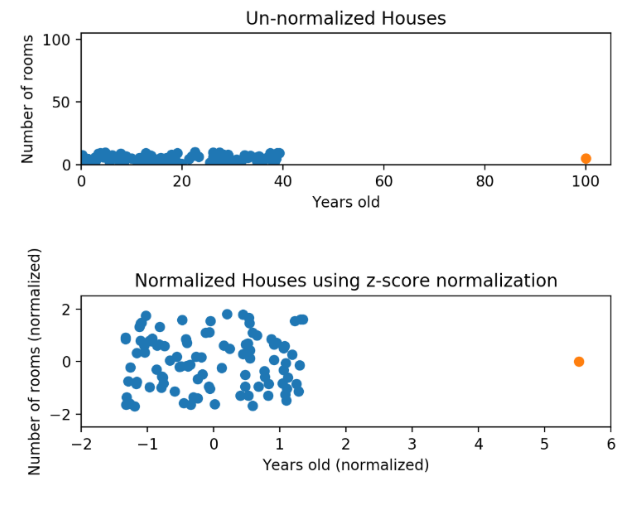 Un-normalized Houses
Number of rooms
100
50
0
0 20 40 60 80 100
Years old
Normalized Houses using z-score normalization
Number of rooms (normalized)
2
0
−2
−2 −1 0 1 2 3 4 5 6
Years old (normalized)